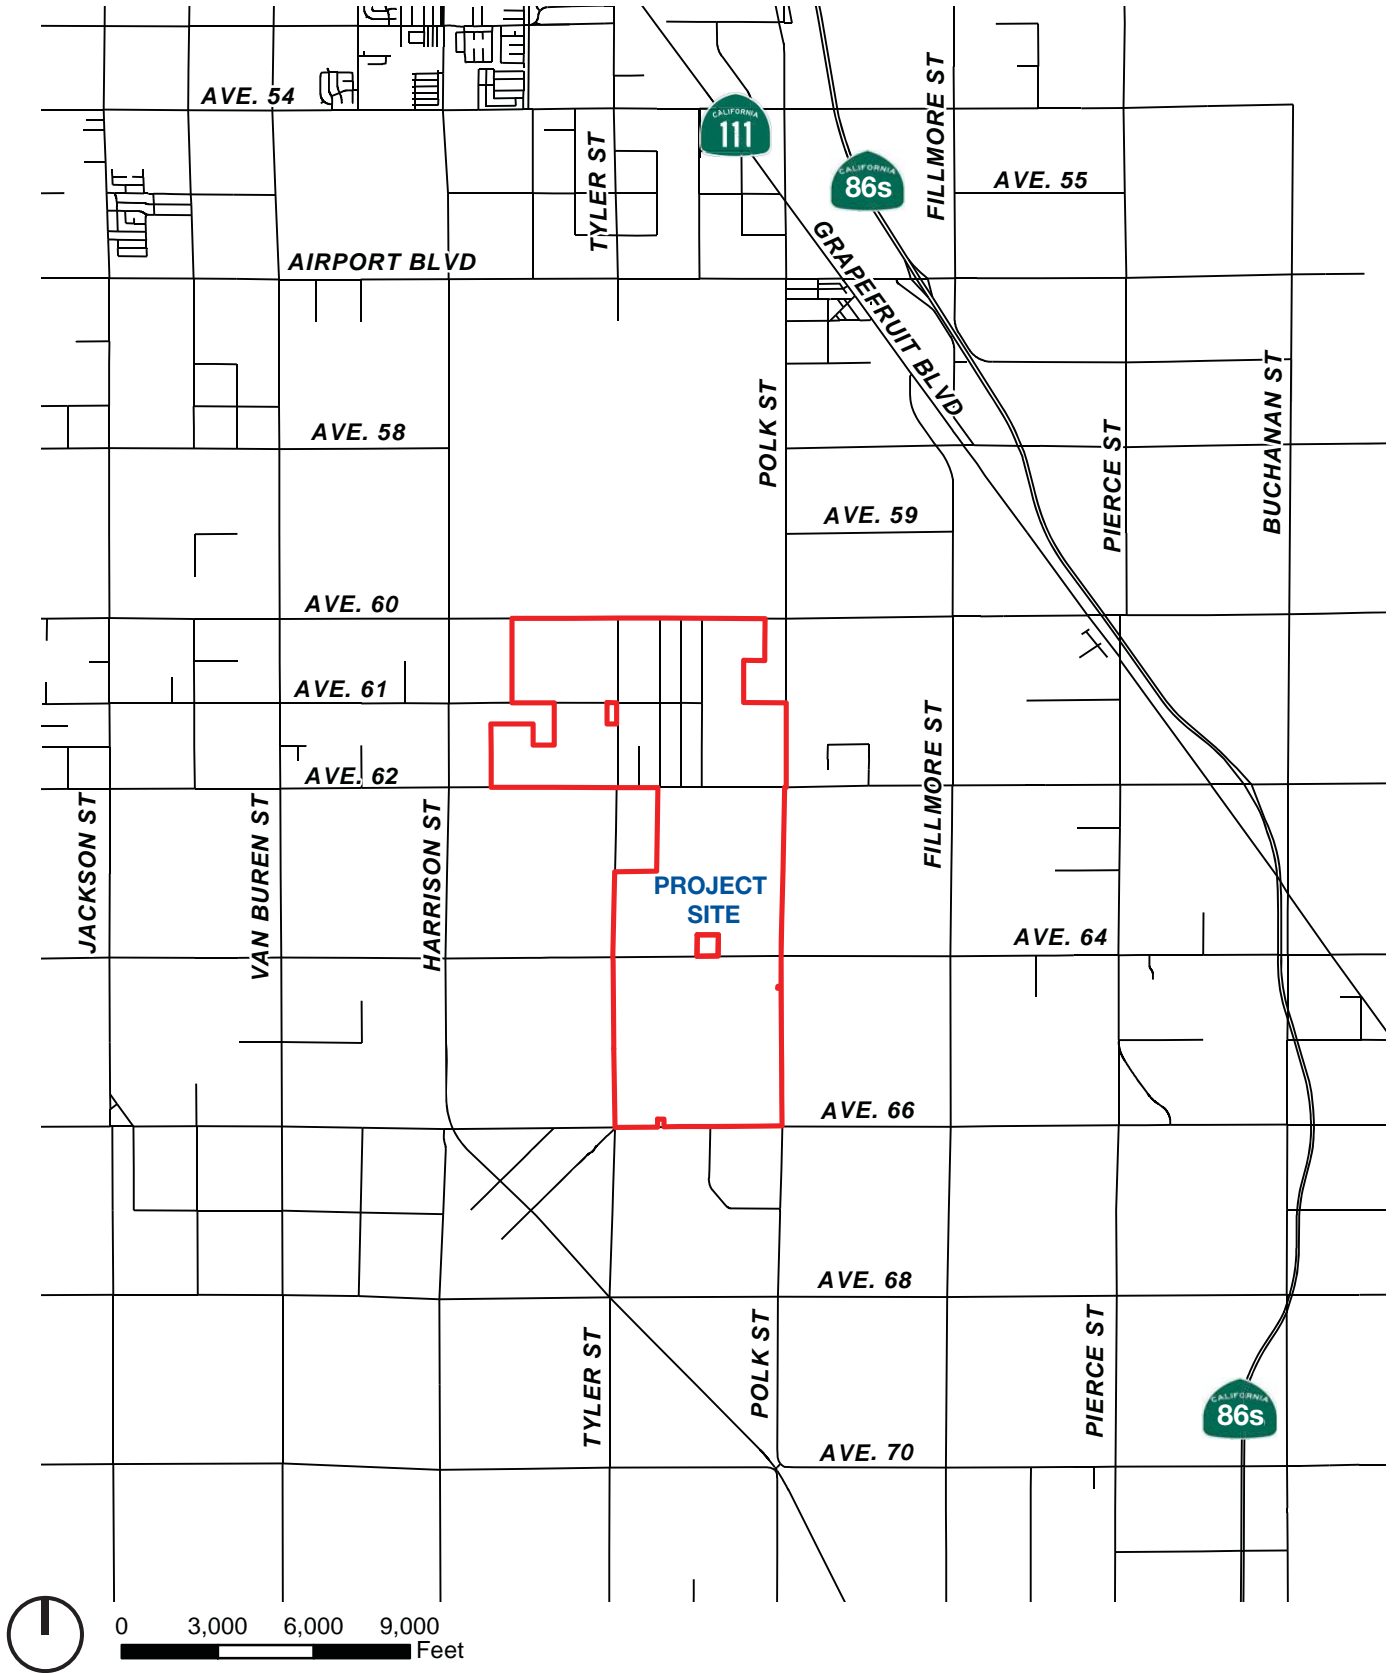 AVE. 54
FILLMORE ST
CALIFORNIA
111
TYLER ST
CALIFORNIA
86s
AVE. 55
AIRPORT BLVD
GRAPEFRUIT BLVD
POLK ST
BUCHANAN ST
AVE. 58
PIERCE ST
AVE. 59
AVE. 60
AVE. 61
FILLMORE ST
AVE. 62
JACKSON ST
VAN BUREN ST
HARRISON ST
PROJECT
SITE
AVE. 64
AVE. 66
AVE. 68
TYLER ST
POLK ST
PIERCE ST
CALIFORNIA
86s
AVE. 70
0 3,000 6,000 9,000
Feet